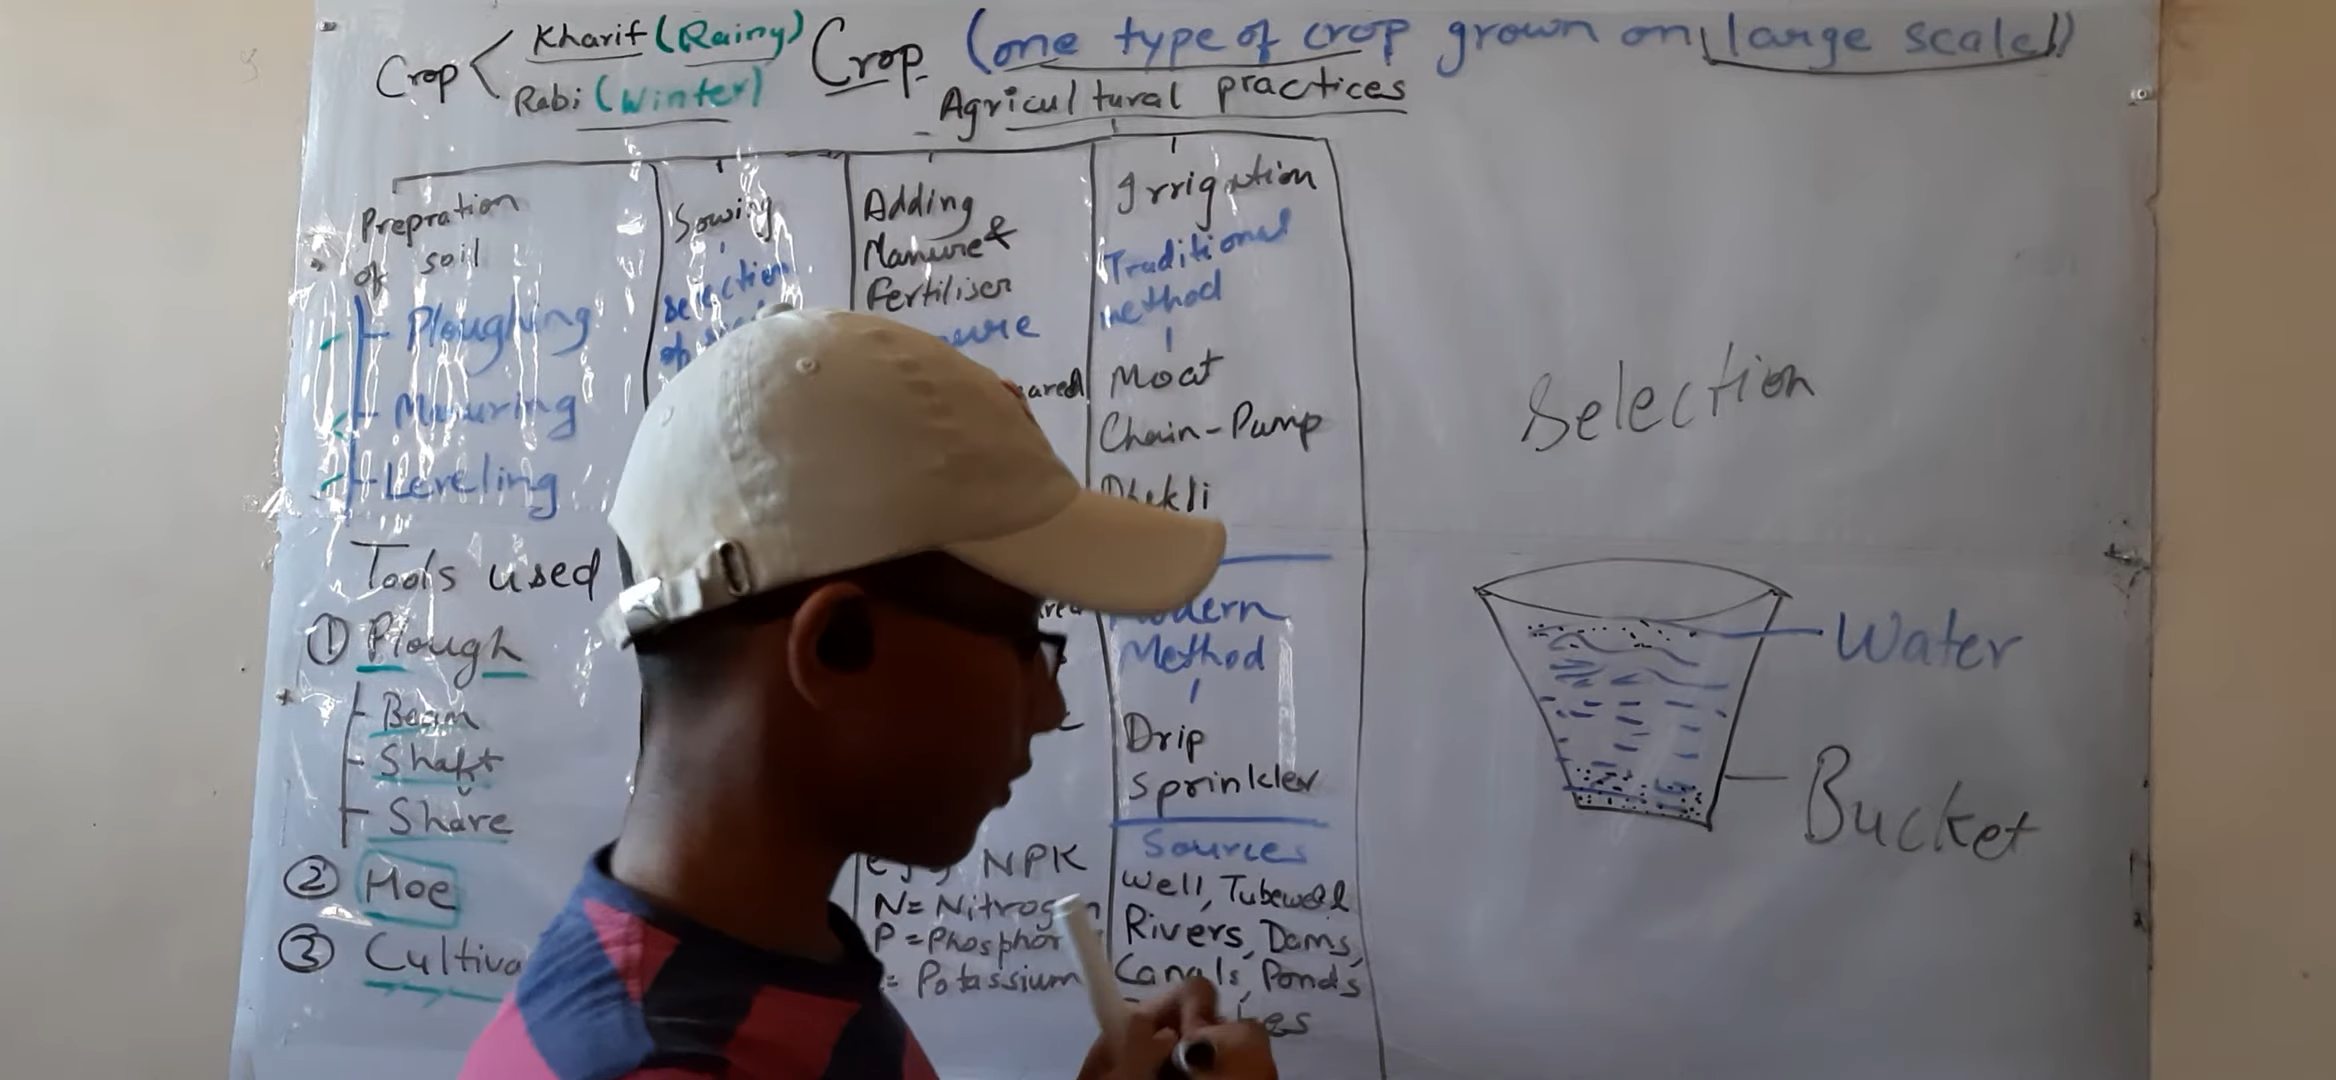 Crop
Kharif (Rainy)
Rabi (Winter)
Crop (one type of crop grown on large scale)
Agricultural practices
Prepration
of soil
Ploughing
Manuring
Leveling
Tools used
① Plough
Beam
Shaft
Share
② Hoe
③ Cultiva
Sowing
selection
of
Adding
Manure &
Fertiliser
NPK
N= Nitrogen
P = Phosphor
= Potassium
Irrigation
Traditional
method
Moat
Chain-Pump
Dhekli
Method
Drip
Sprinkler
Sources
Well, Tubewell
Rivers, Dams,
Canals, Ponds
Selection
Water
Bucket